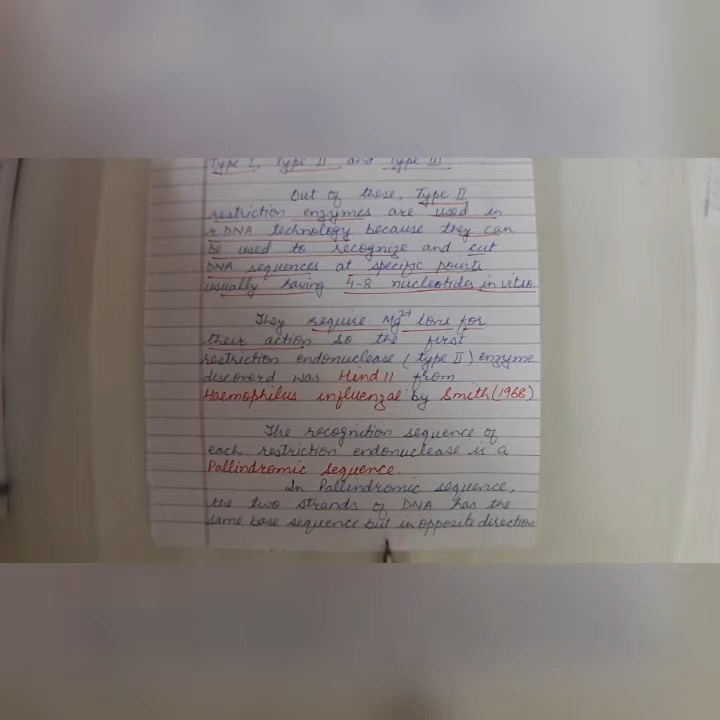 Type I, Type II and Type III.
Out of these, Type II
restriction enzymes are used in
rDNA technology because they can
be used to recognize and cut
DNA sequences at specific points
usually having 4-8 nucleotides in vitro.
They require Mg2+ Ions for
their action so the first
restriction endonuclease (type II) enzyme
discoverd was Hind II from
Haemophilus influenzal by Smith (1968)
The recognition sequence of
each restriction endonuclease is a
Pallindromic Sequence.
In Pallindromic sequence,
the two strands of DNA has the
same base sequence but in opposite direction